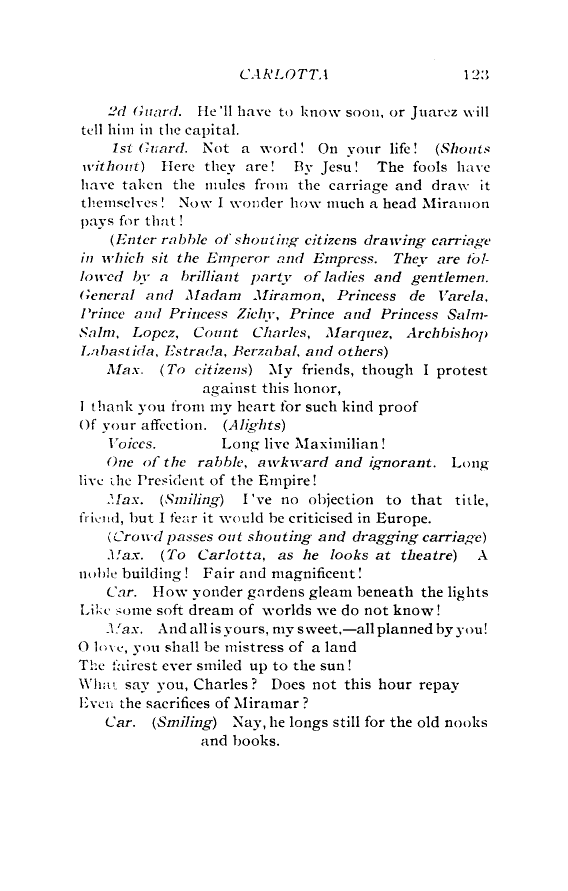 CARLOTTA 123
2d Guard. He'll have to know soon, or Juarez will
tell him in the capital.
1st Guard. Not a word! On your life! (Shouts
without) Here they are! By Jesu! The fools have
have taken the mules from the carriage and draw it
themselves! Now I wonder how much a head Miramon
pays for that!
(Enter rabble of shouting citizens drawing carriage
in which sit the Emperor and Empress. They are fol-
lowed by a brilliant party of ladies and gentlemen.
General and Madam Miramon, Princess de Varela,
Prince and Princess Zichy, Prince and Princess Salm-
Salm, Lopez, Count Charles, Marquez, Archbishop
Labastida, Estrada, Berzabal, and others)
Max. (To citizens) My friends, though I protest
against this honor,
I thank you from my heart for such kind proof
Of your affection. (Alights)
Voices. Long live Maximilian!
One of the rabble, awkward and ignorant. Long
live the President of the Empire!
Max. (Smiling) I've no objection to that title,
friend, but I fear it would be criticised in Europe.
(Crowd passes out shouting and dragging carriage)
Max. (To Carlotta, as he looks at theatre) A
noble building! Fair and magnificent!
Car. How yonder gardens gleam beneath the lights
Like some soft dream of worlds we do not know!
Max. And all is yours, my sweet,—all planned by you!
O love, you shall be mistress of a land
The fairest ever smiled up to the sun!
What say you, Charles? Does not this hour repay
Even the sacrifices of Miramar?
Car. (Smiling) Nay, he longs still for the old nooks
and books.